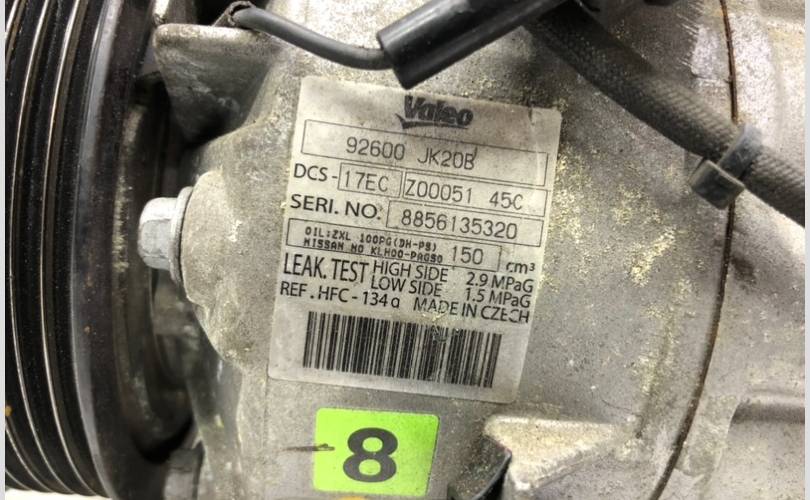 Valeo
92600 JK20B
DCS - 17EC Z00051 45C
SERI. NO. 8856135320
OIL:ZXL 100PG(DH-PS) 150 cm³
NISSAN NO KLH00-PAGS0
LEAK. TEST HIGH SIDE 2.9 MPaG
LOW SIDE 1.5 MPaG
REF. HFC - 134a MADE IN CZECH
8